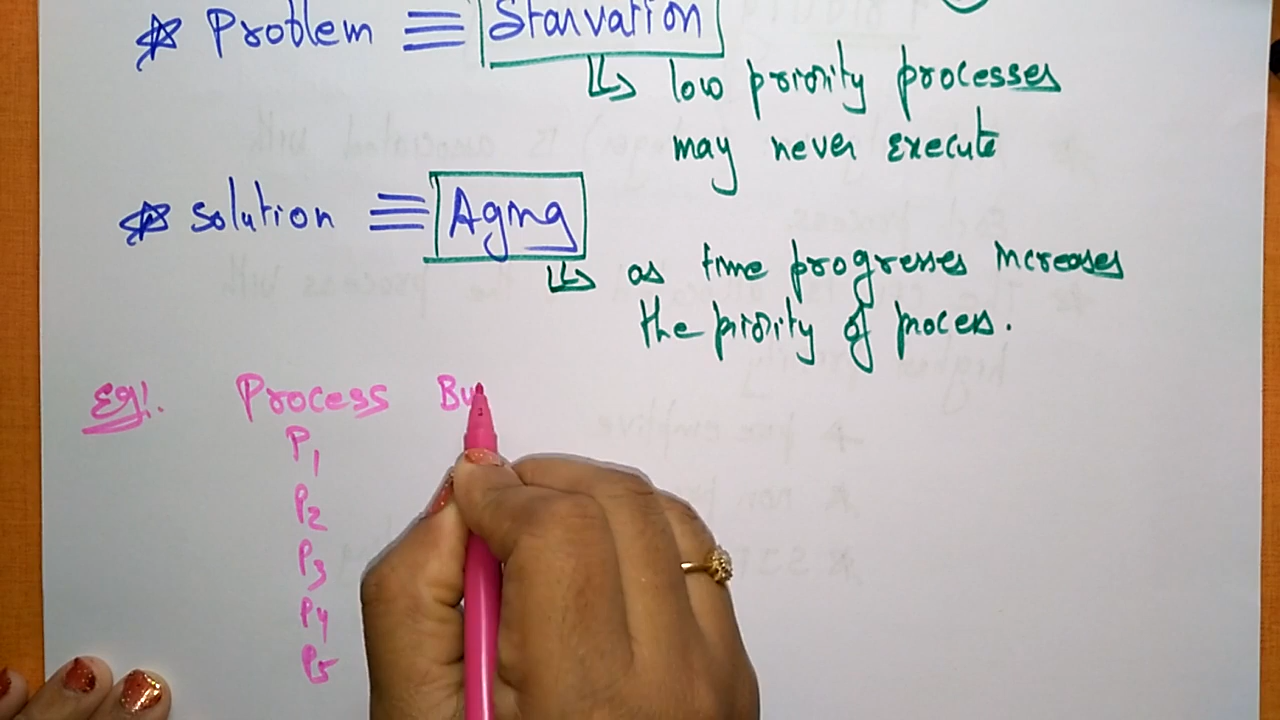 ☆ Problem ≡ Starvation
↳ low priority processes
may never execute
☆ solution ≡ Aging
↳ as time progresses increases
the priority of process.
Eg!. Process Bu
P1
P2
P3
P4
P5